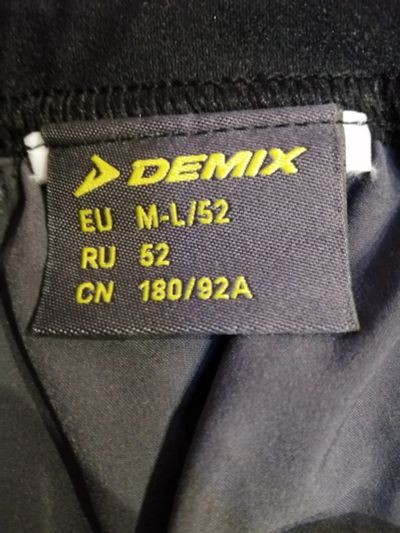 DEMIX
EU M-L/52
RU 52
CN 180/92A